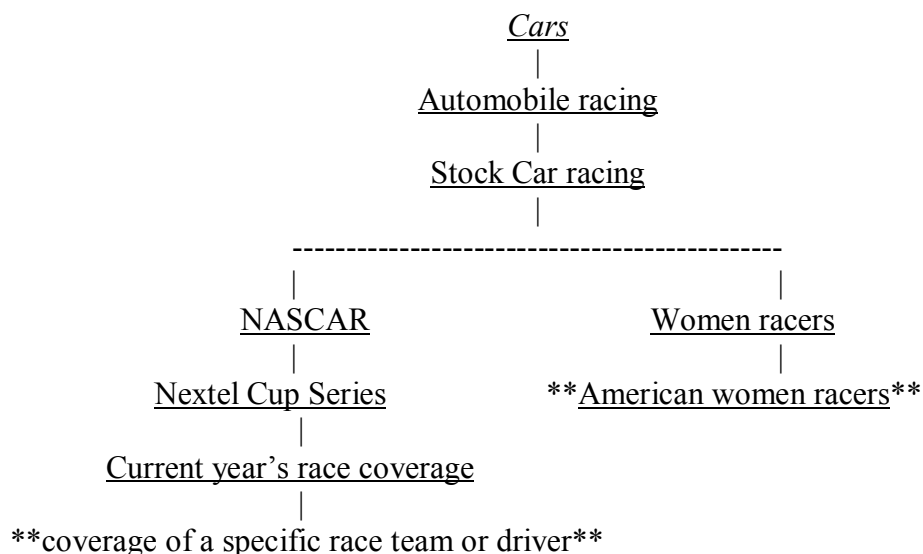 Cars
|
Automobile racing
|
Stock Car racing
|
----------------------------------------------
| |
NASCAR Women racers
| |
Nextel Cup Series **American women racers**
|
Current year’s race coverage
|
**coverage of a specific race team or driver**